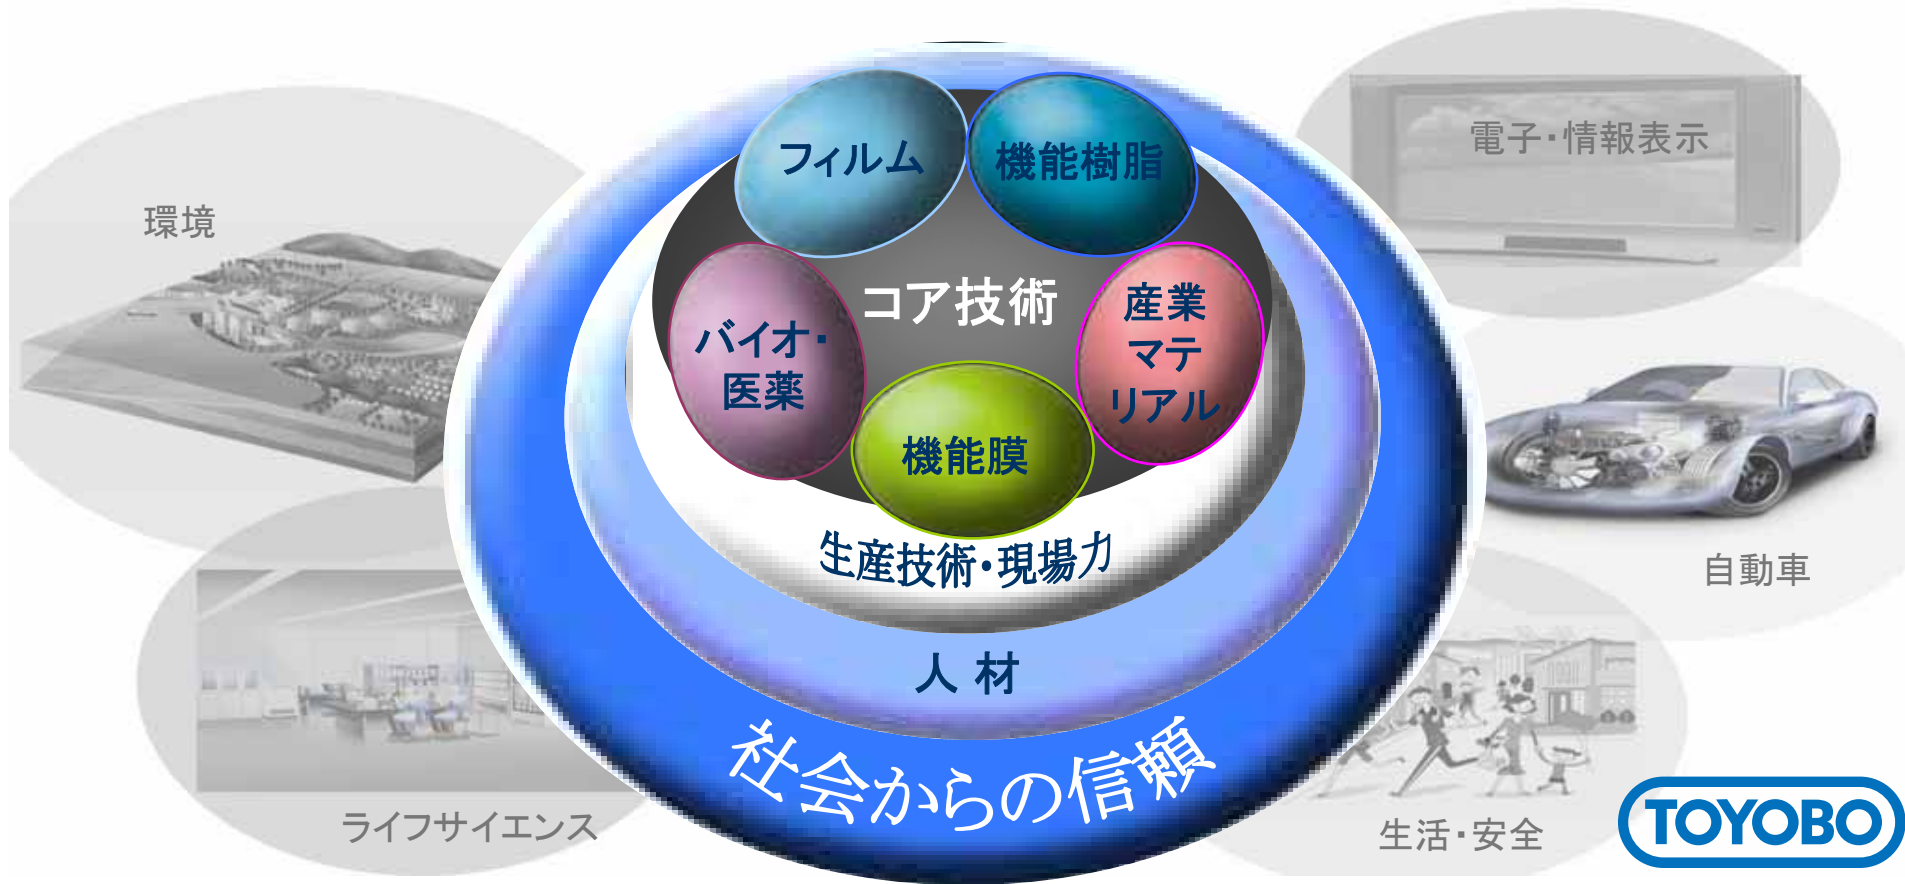 電子・情報表示
フィルム
機能樹脂
環境
コア技術
産業
マテ
リアル
バイオ・
医薬
機能膜
生産技術・現場力
自動車
人材
社会からの信頼
ライフサイエンス
生活・安全
TOYOBO